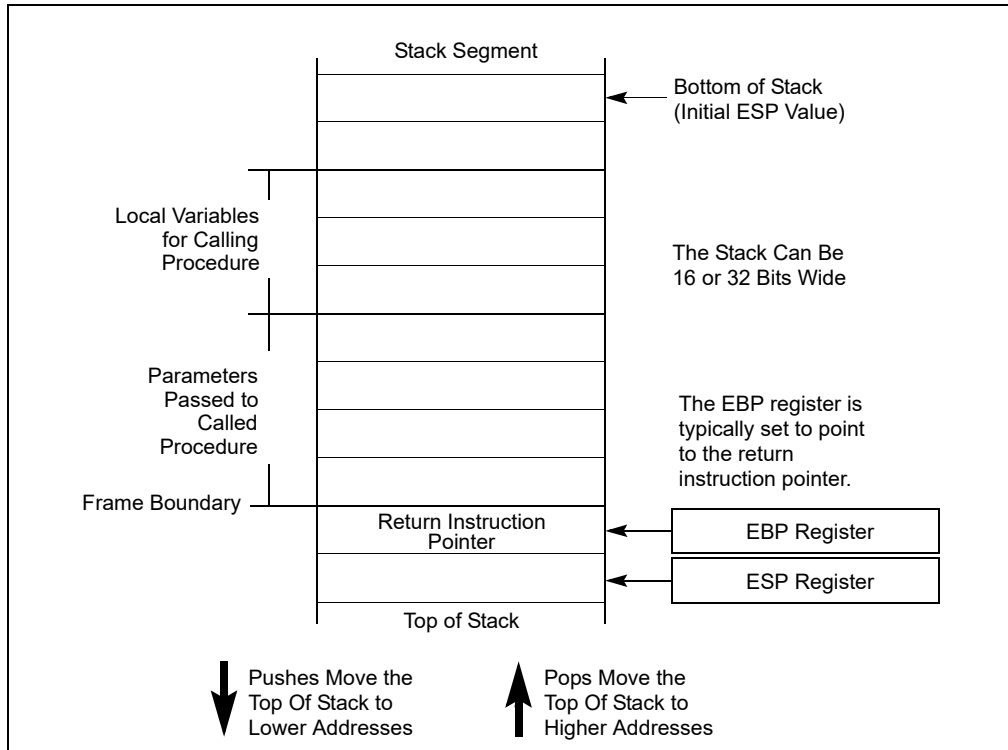 Stack Segment
Bottom of Stack
(Initial ESP Value)
Local Variables
for Calling
Procedure
The Stack Can Be
16 or 32 Bits Wide
Parameters
Passed to
Called
Procedure
The EBP register is
typically set to point
to the return
instruction pointer.
Frame Boundary
Return Instruction
Pointer
EBP Register
ESP Register
Top of Stack
Pushes Move the
Top Of Stack to
Lower Addresses
Pops Move the
Top Of Stack to
Higher Addresses